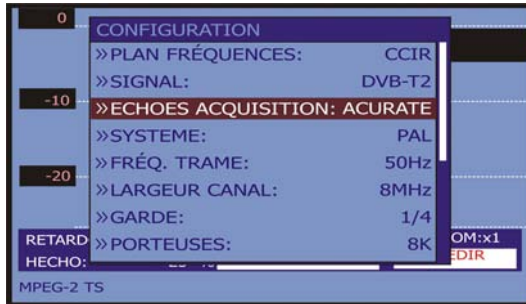 0
CONFIGURATION
»PLAN FRÉQUENCES: CCIR
»SIGNAL: DVB-T2
-10
»ECHOES ACQUISITION: ACURATE
»SYSTEME: PAL
»FRÉQ. TRAME: 50Hz
-20
»LARGEUR CANAL: 8MHz
»GARDE: 1/4
RETARD OM:x1
»PORTEUSES: 8K
HECHO: EDIR
MPEG-2 TS